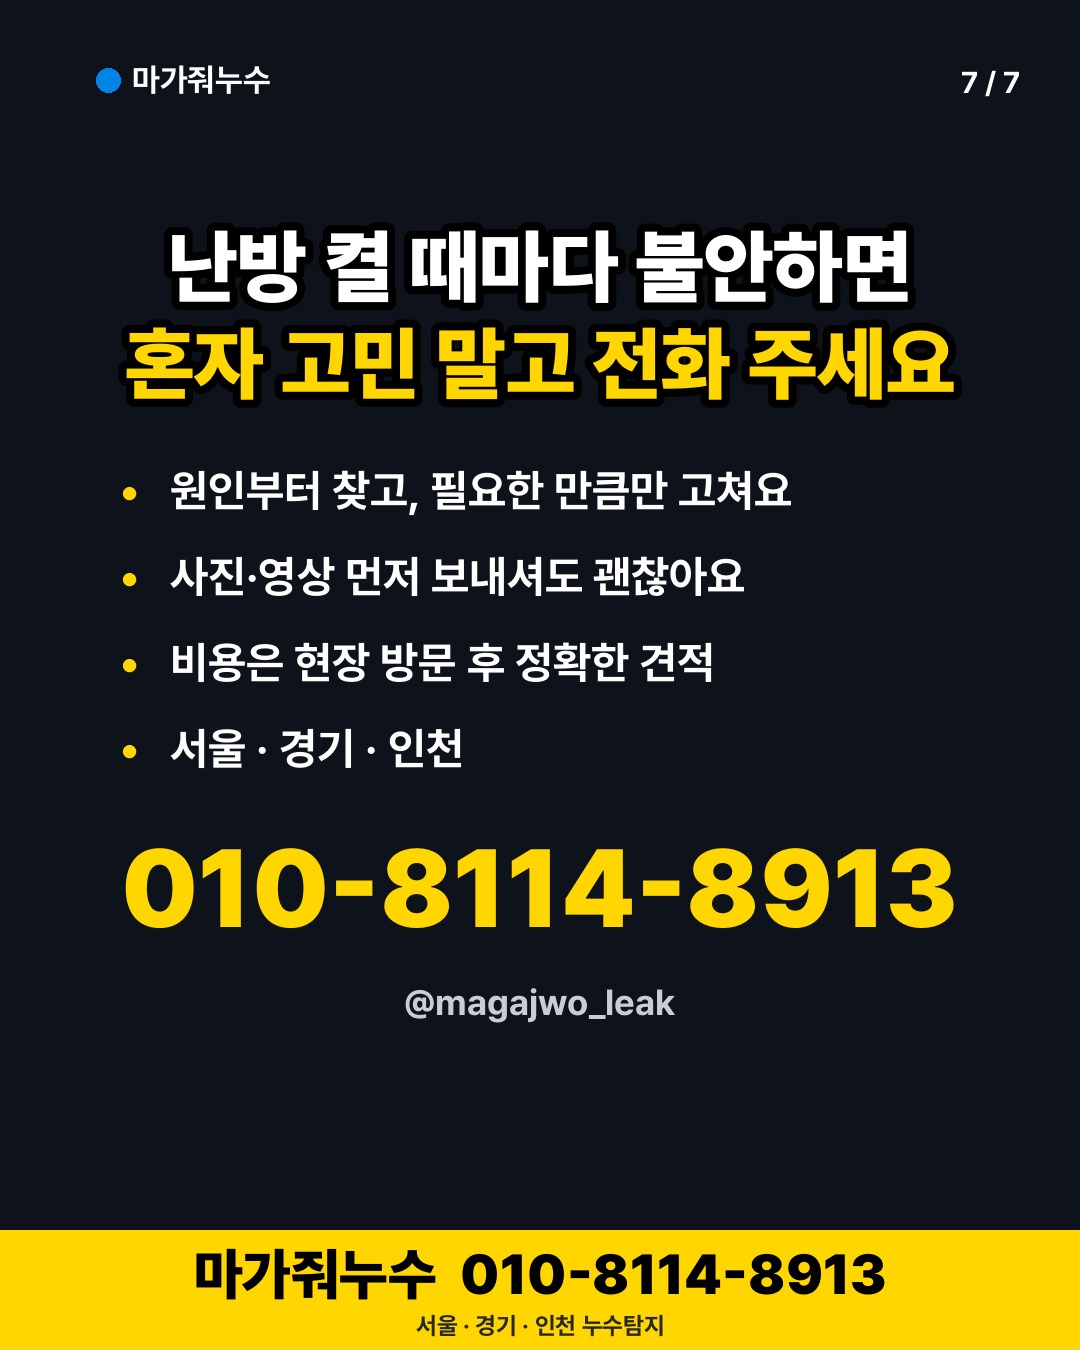 마가줘누수
7 / 7
난방 켤 때마다 불안하면
혼자 고민 말고 전화 주세요
• 원인부터 찾고, 필요한 만큼만 고쳐요
• 사진·영상 먼저 보내셔도 괜찮아요
• 비용은 현장 방문 후 정확한 견적
• 서울 · 경기 · 인천
010-8114-8913
@magajwo_leak
마가줘누수 010-8114-8913
서울 · 경기 · 인천 누수탐지